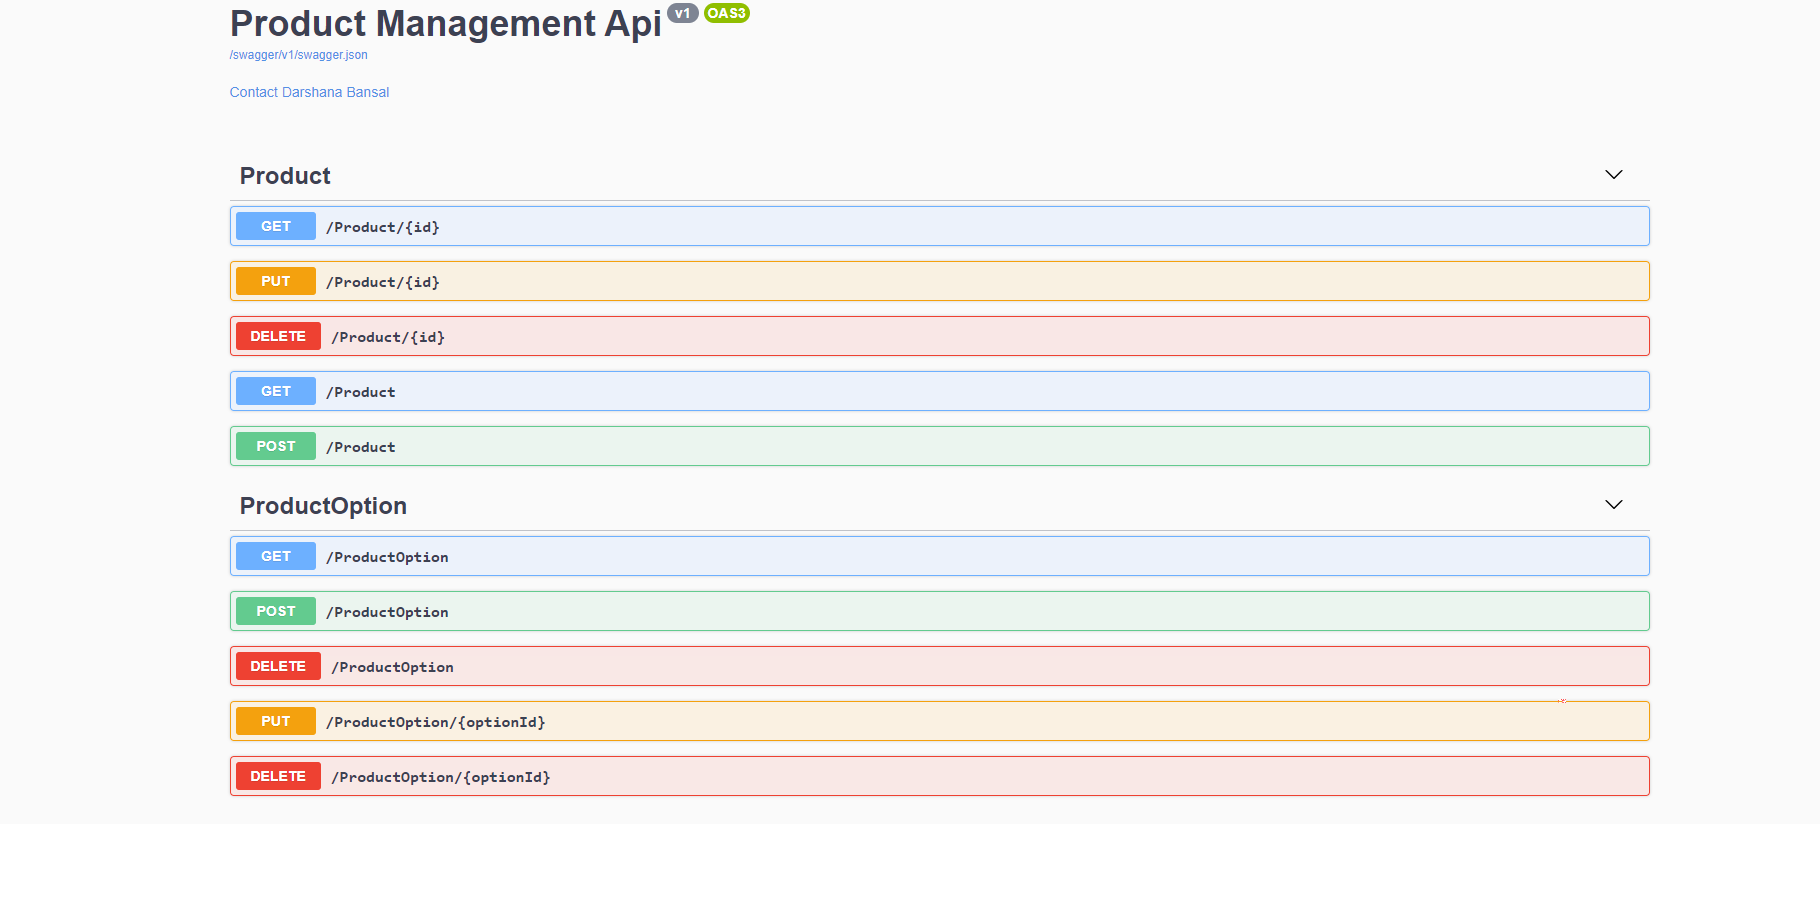 Product Management Api v1 OAS3
/swagger/v1/swagger.json
Contact Darshana Bansal
Product
GET /Product/{id}
PUT /Product/{id}
DELETE /Product/{id}
GET /Product
POST /Product
ProductOption
GET /ProductOption
POST /ProductOption
DELETE /ProductOption
PUT /ProductOption/{optionId}
DELETE /ProductOption/{optionId}